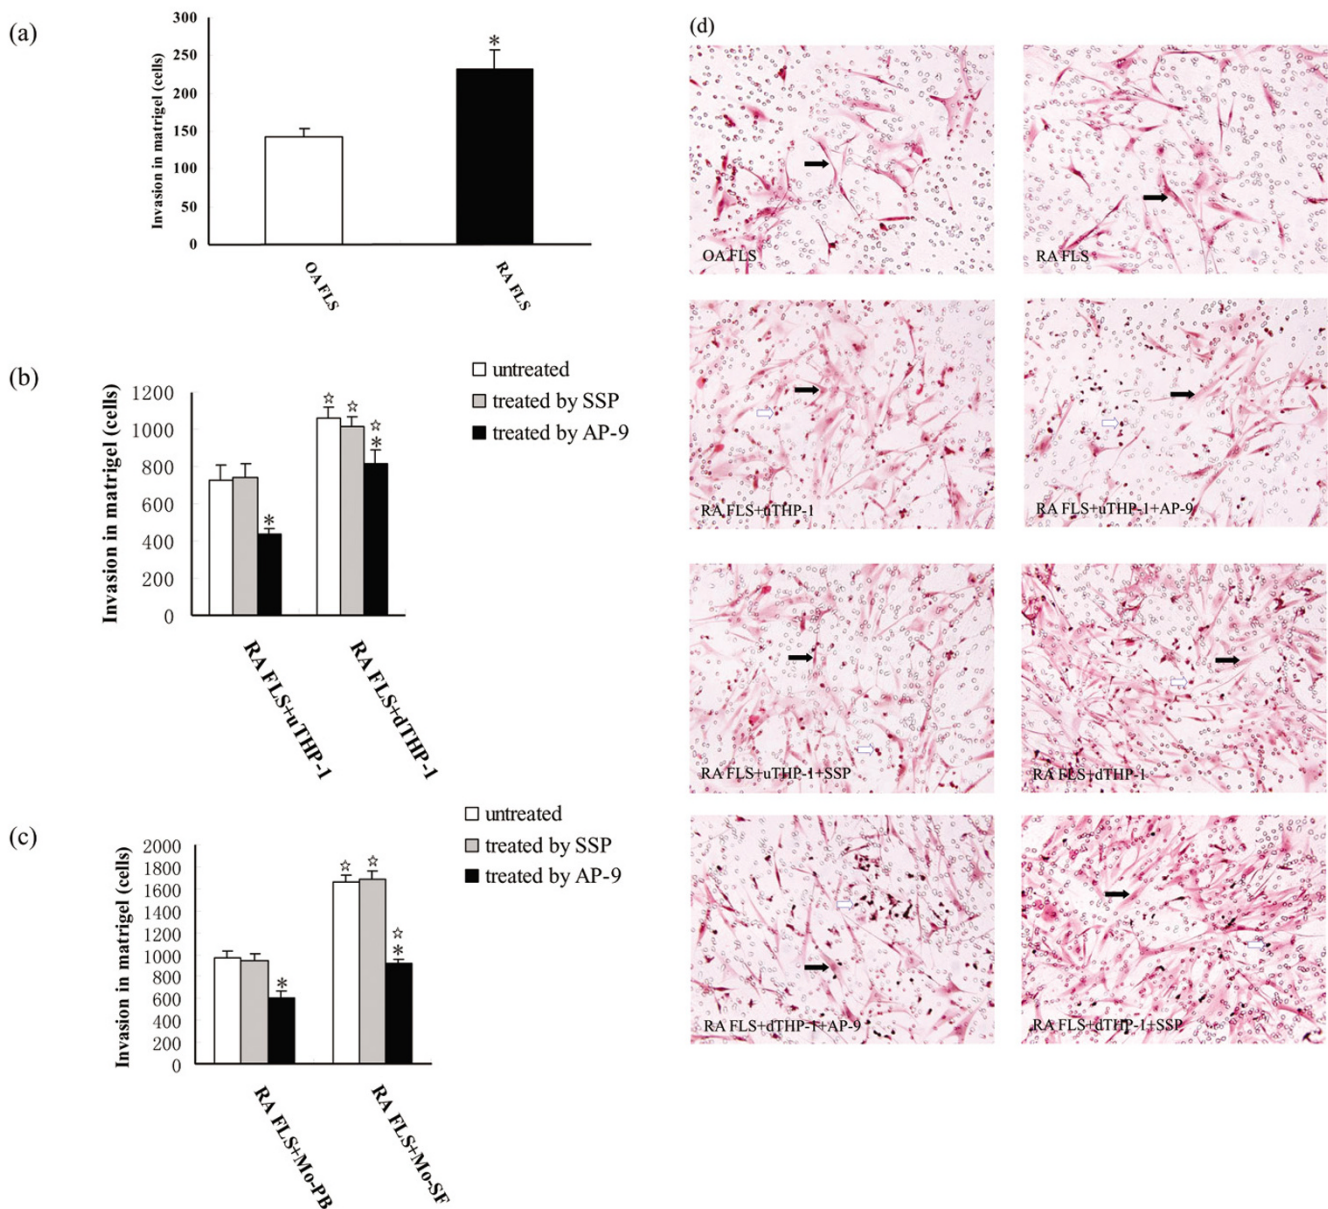 (a)
Invasion in matrigel (cells)
300
250
200
150
100
50
0
*
OA FLS
RA FLS
(b)
Invasion in matrigel (cells)
1200
1000
800
600
400
200
0
☆ ☆ ☆
*
*
RA FLS+uTHP-1
RA FLS+dTHP-1
untreated
treated by SSP
treated by AP-9
(c)
Invasion in matrigel (cells)
2000
1800
1600
1400
1200
1000
800
600
400
200
0
☆ ☆
☆
*
*
RA FLS+Mo-PB
RA FLS+Mo-SF
untreated
treated by SSP
treated by AP-9
(d)
OA FLS
RA FLS
RA FLS+uTHP-1
RA FLS+uTHP-1+AP-9
RA FLS+uTHP-1+SSP
RA FLS+dTHP-1
RA FLS+dTHP-1+AP-9
RA FLS+dTHP-1+SSP